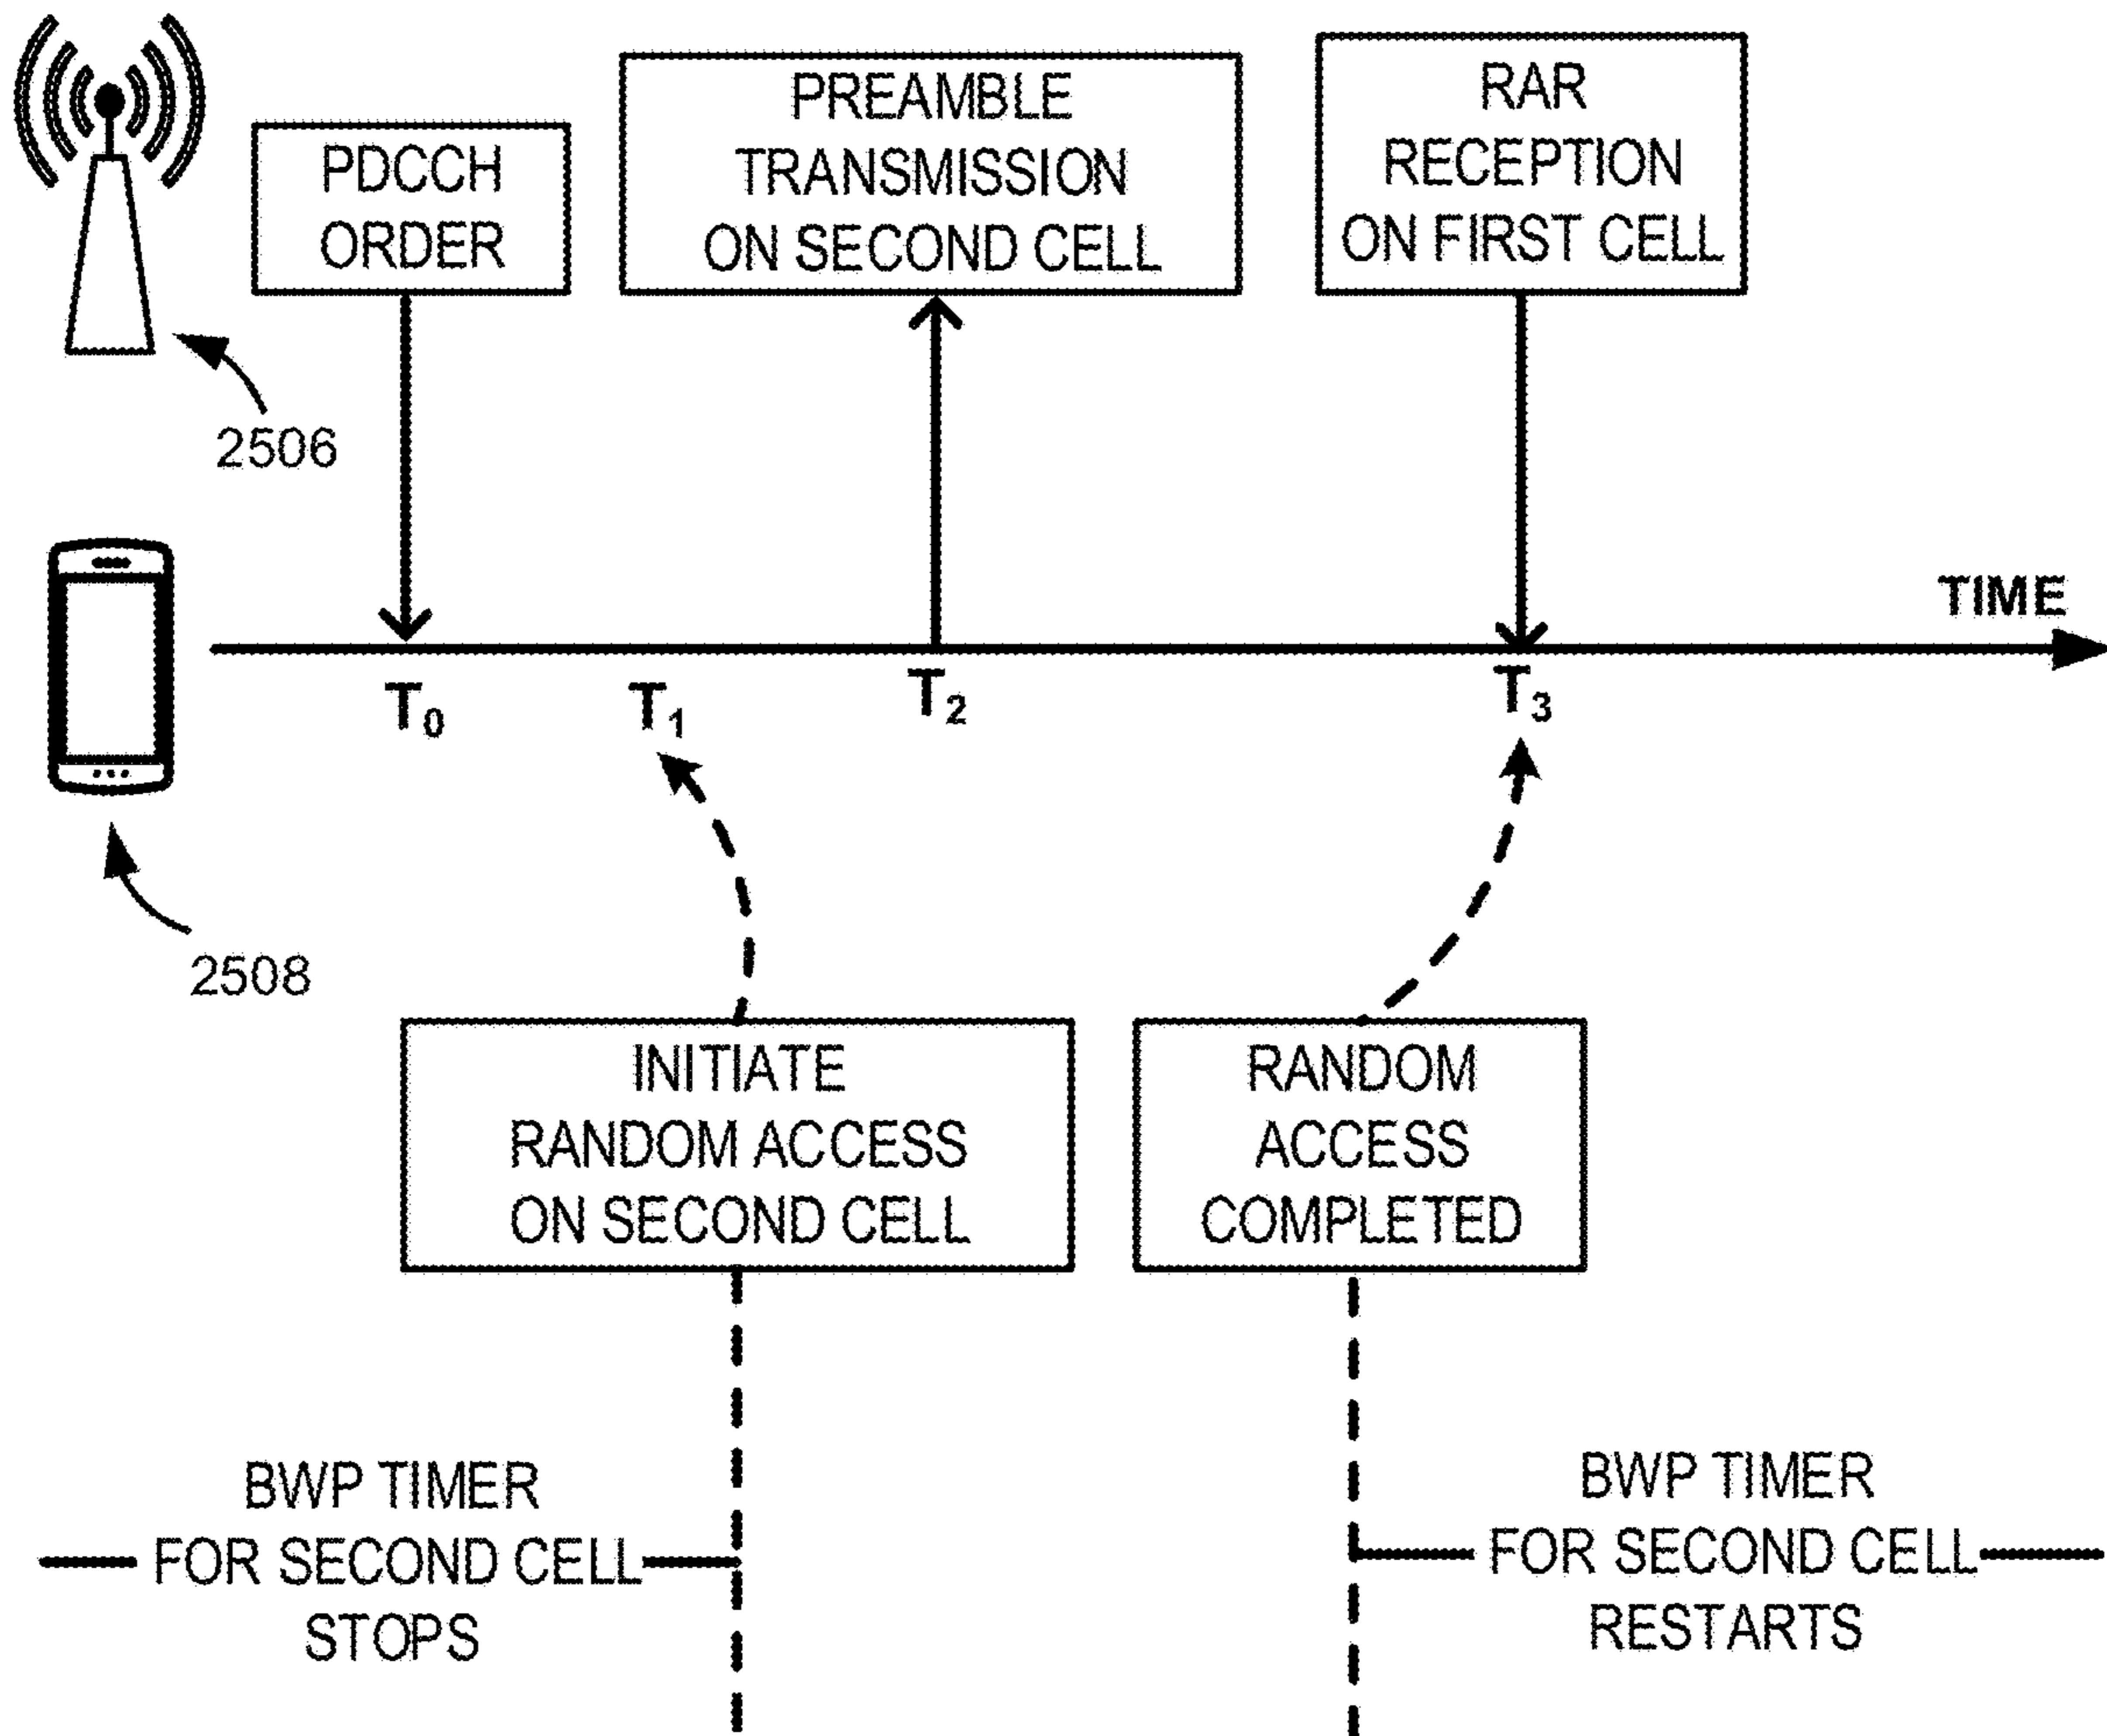 PDCCH
ORDER
PREAMBLE
TRANSMISSION
ON SECOND CELL
RAR
RECEPTION
ON FIRST CELL
2506
TIME
T₀
T₁
T₂
T₃
2508
INITIATE
RANDOM ACCESS
ON SECOND CELL
RANDOM
ACCESS
COMPLETED
BWP TIMER
FOR SECOND CELL
STOPS
BWP TIMER
FOR SECOND CELL
RESTARTS